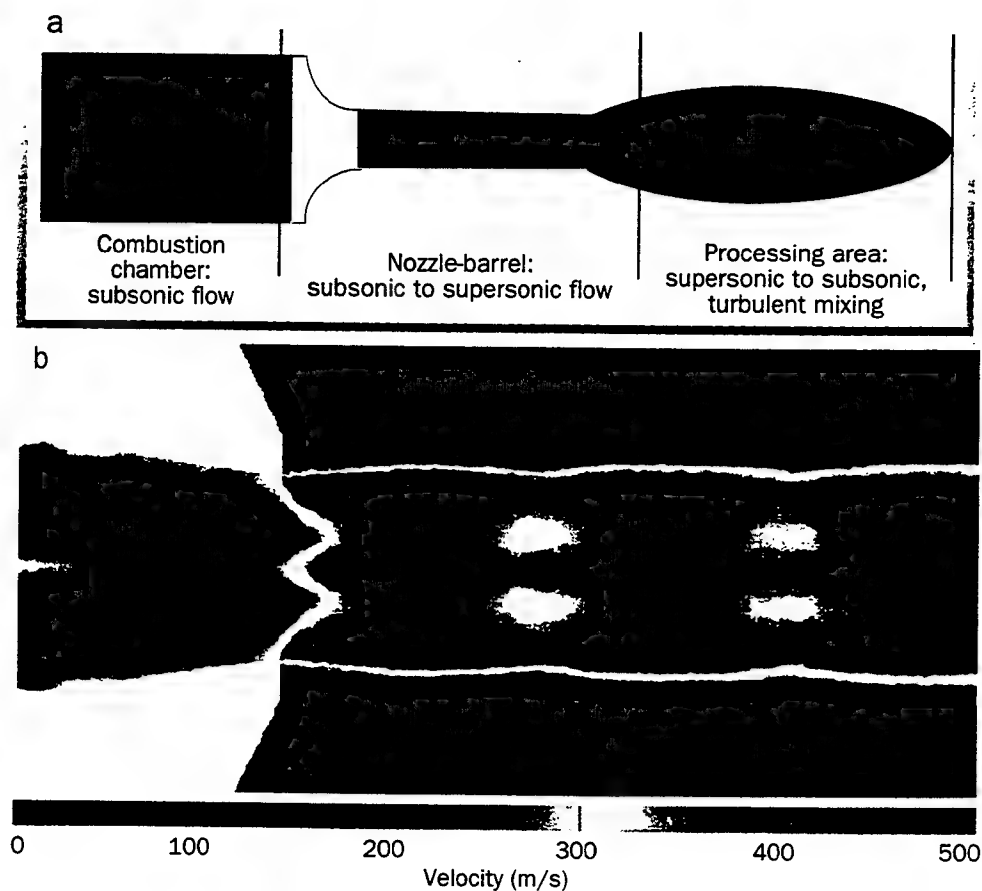 a
Combustion
chamber:
subsonic flow
Nozzle-barrel:
subsonic to supersonic flow
Processing area:
supersonic to subsonic,
turbulent mixing
b
0 100 200 300 400 500
Velocity (m/s)